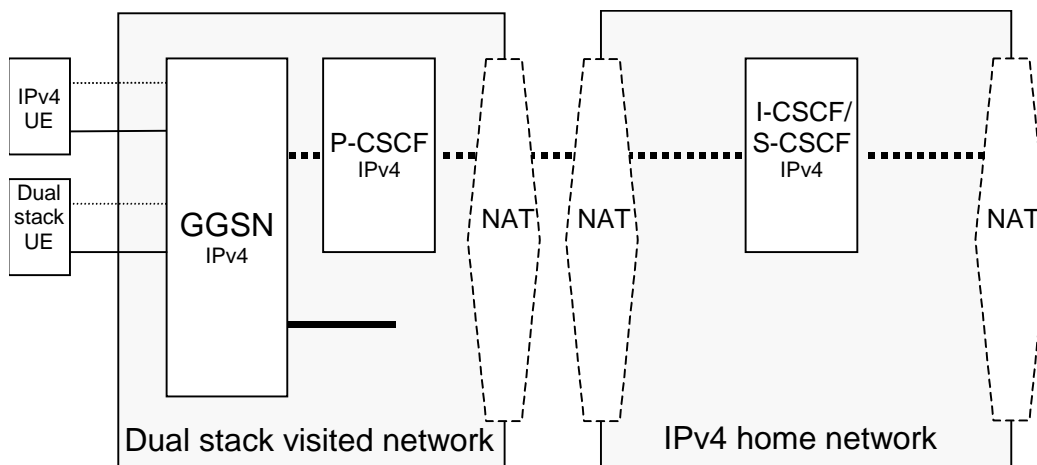 IPv4
UE
Dual
stack
UE
GGSN
IPv4
P-CSCF
IPv4
NAT
NAT
I-CSCF/
S-CSCF
IPv4
NAT
Dual stack visited network
IPv4 home network